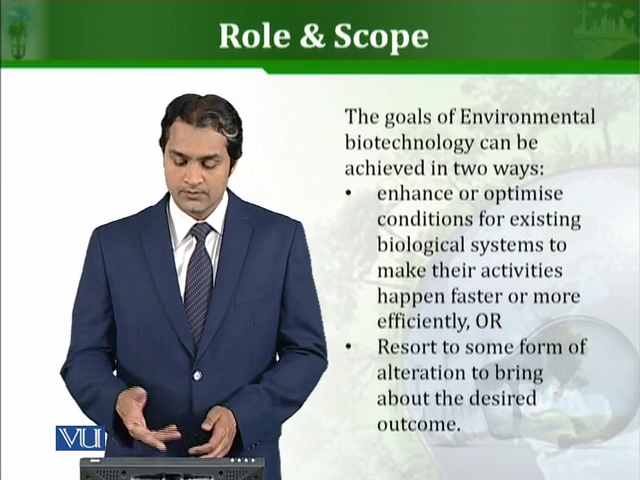 Role & Scope
The goals of Environmental
biotechnology can be
achieved in two ways:
• enhance or optimise
conditions for existing
biological systems to
make their activities
happen faster or more
efficiently, OR
• Resort to some form of
alteration to bring
about the desired
outcome.
VU